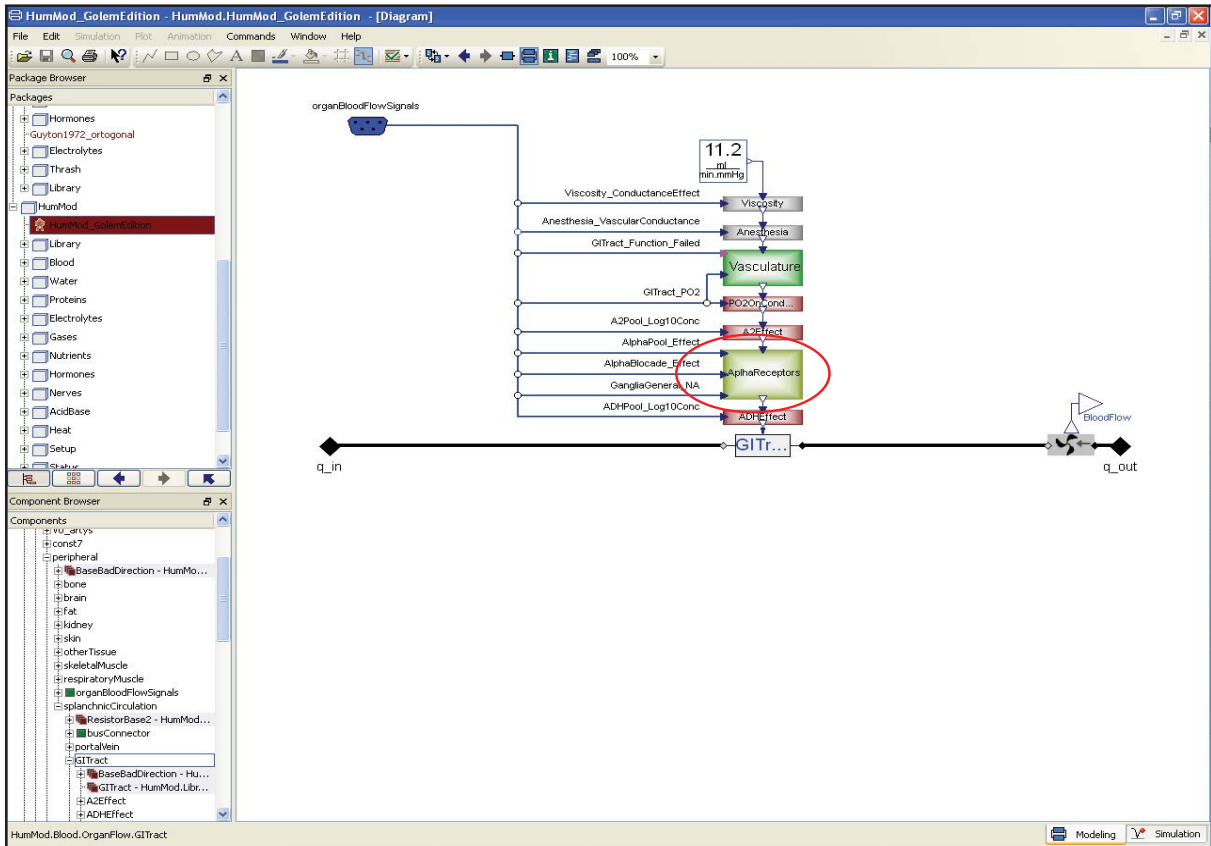 HumMod_GolemEdition - HumMod.HumMod_GolemEdition - [Diagram]
File Edit Simulation Plot Animation Commands Window Help
A 100%
Package Browser
Packages
Hormones
Guyton1972_ortogonal
Electrolytes
Thrash
Library
HumMod
HumMod_GolemEdition
Library
Blood
Water
Proteins
Electrolytes
Gases
Nutrients
Hormones
Nerves
AcidBase
Heat
Setup
Status
Component Browser
Components
vo_artys
const7
peripheral
BaseBadDirection - HumMo...
bone
brain
fat
kidney
skin
otherTissue
skeletalMuscle
respiratoryMuscle
organBloodFlowSignals
splanchnicCirculation
ResistorBase2 - HumMod...
busConnector
portalVein
GITract
BaseBadDirection - Hu...
GITract - HumMod.Libr...
A2Effect
ADHEffect
organBloodFlowSignals
11.2
ml
min.mmHg
Viscosity_ConductanceEffect
Viscosity
Anesthesia_VascularConductance
Anesthesia
GITract_Function_Failed
Vasculature
GITract_PO2
PO2OnCond...
A2Pool_Log10Conc
A2Effect
AlphaPool_Effect
AlphaBlocade_Effect
AplhaReceptors
GangliaGeneral_NA
ADHPool_Log10Conc
ADHEffect
GITr...
BloodFlow
q_in
q_out
HumMod.Blood.OrganFlow.GITract
Modeling Simulation